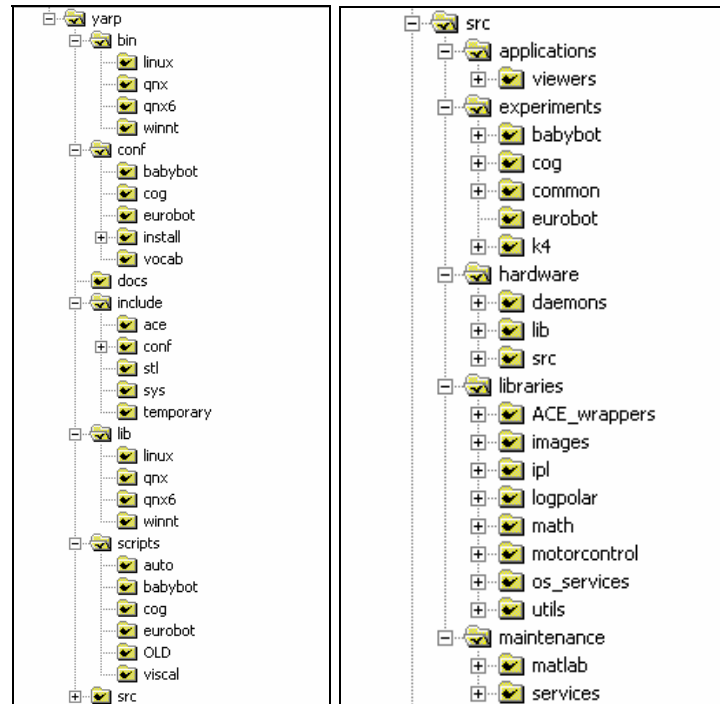 yarp
bin
linux
qnx
qnx6
winnt
conf
babybot
cog
eurobot
install
vocab
docs
include
ace
conf
stl
sys
temporary
lib
linux
qnx
qnx6
winnt
scripts
auto
babybot
cog
eurobot
OLD
viscal
src
src
applications
viewers
experiments
babybot
cog
common
eurobot
k4
hardware
daemons
lib
src
libraries
ACE_wrappers
images
ipl
logpolar
math
motorcontrol
os_services
utils
maintenance
matlab
services